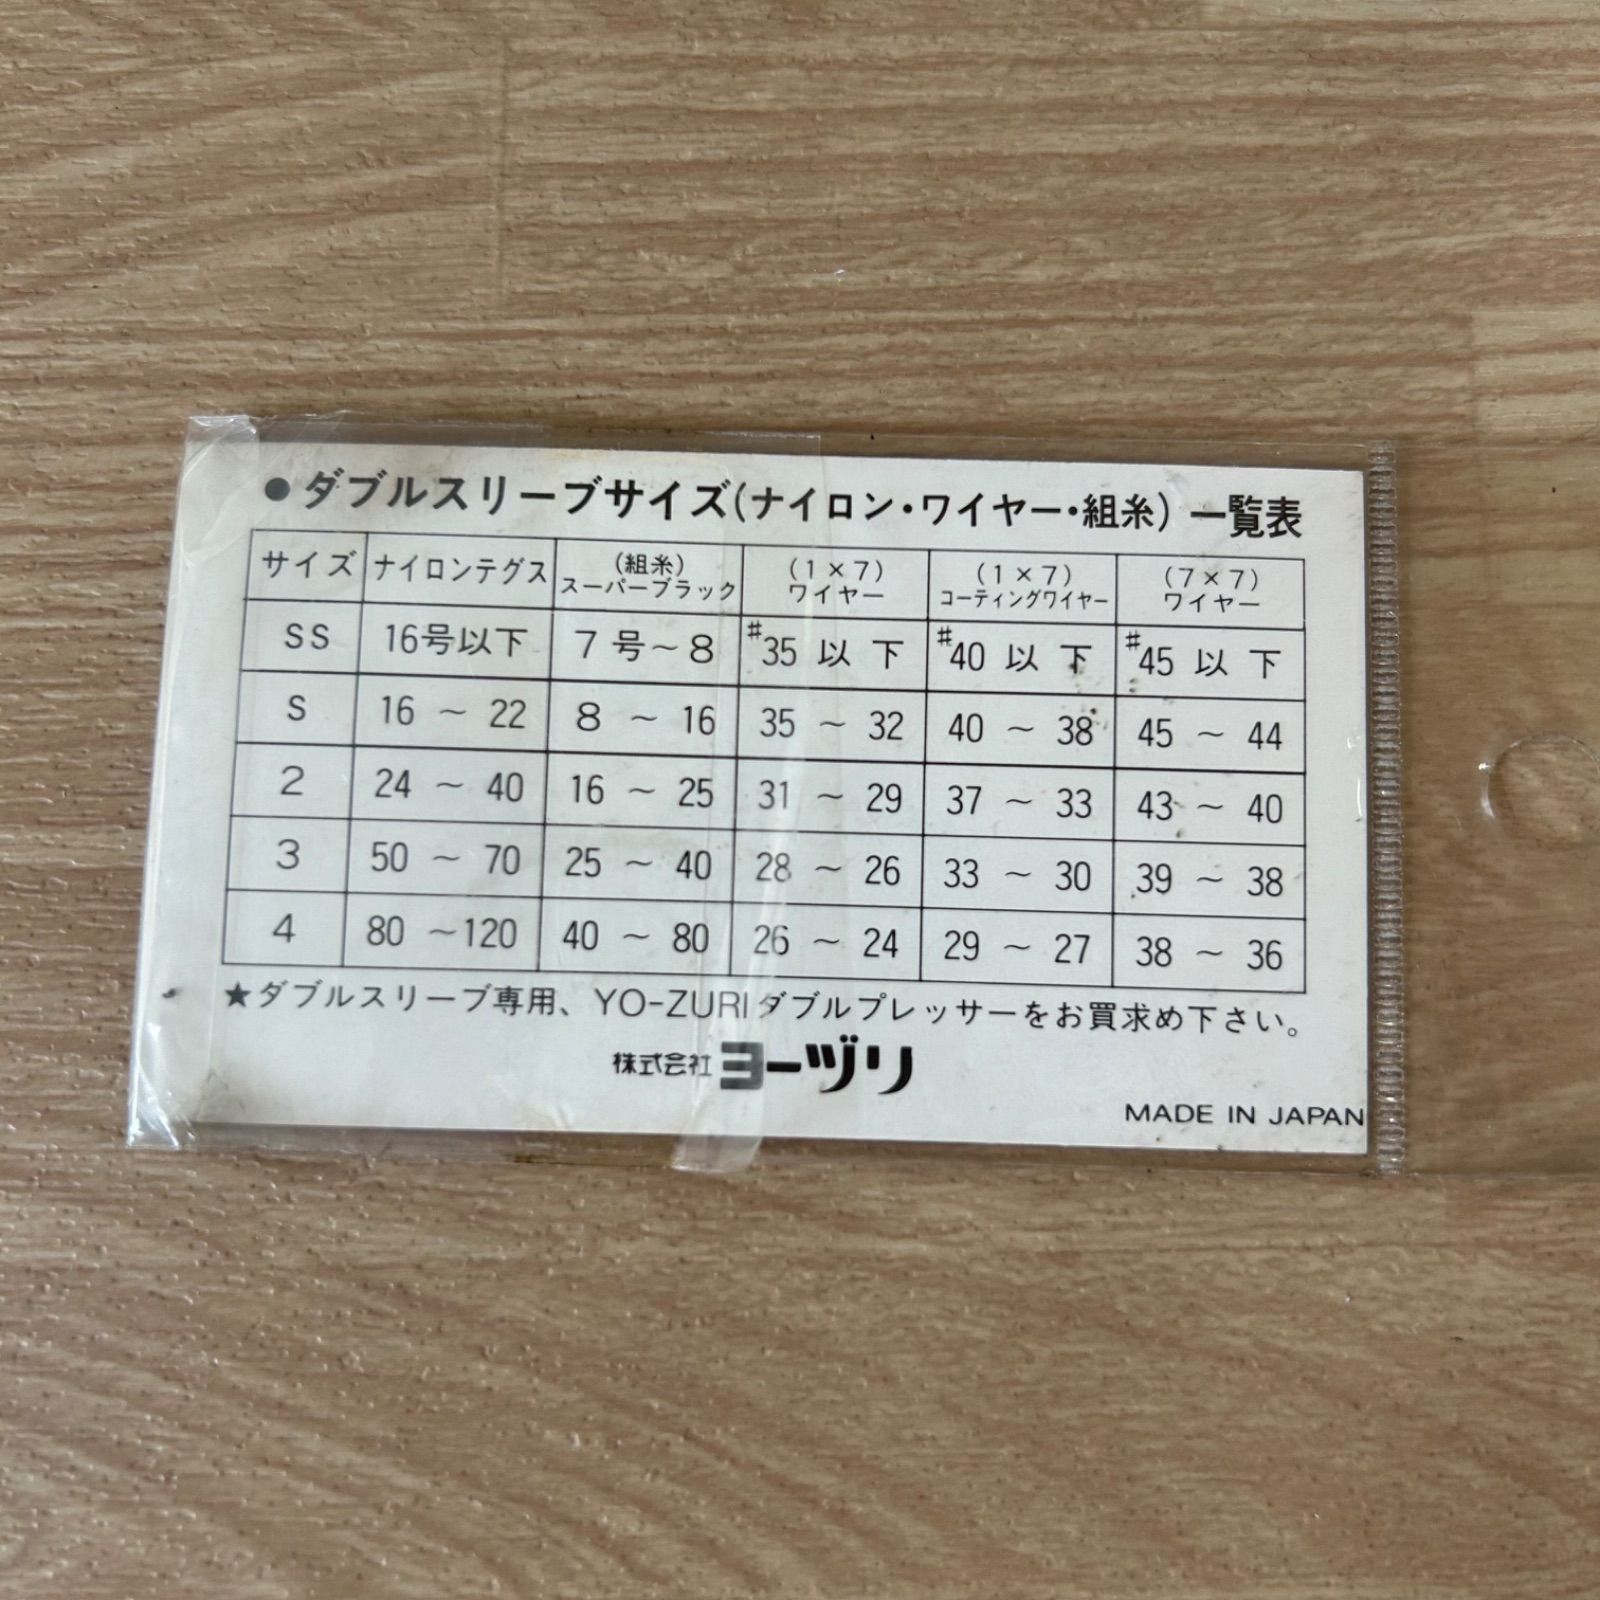 ●ダブルスリーブサイズ(ナイロン・ワイヤー・組糸)一覧表
サイズ ナイロンテグス (組糸)スーパーブラック (1×7)ワイヤー (1×7)コーティングワイヤー (7×7)ワイヤー
SS 16号以下 7号~8 #35以下 #40以下 #45以下
S 16~22 8~16 35~32 40~38 45~44
2 24~40 16~25 31~29 37~33 43~40
3 50~70 25~40 28~26 33~30 39~38
4 80~120 40~80 26~24 29~27 38~36
★ダブルスリーブ専用、YO-ZURIダブルプレッサーをお買求め下さい。
株式会社ヨーヅリ
MADE IN JAPAN